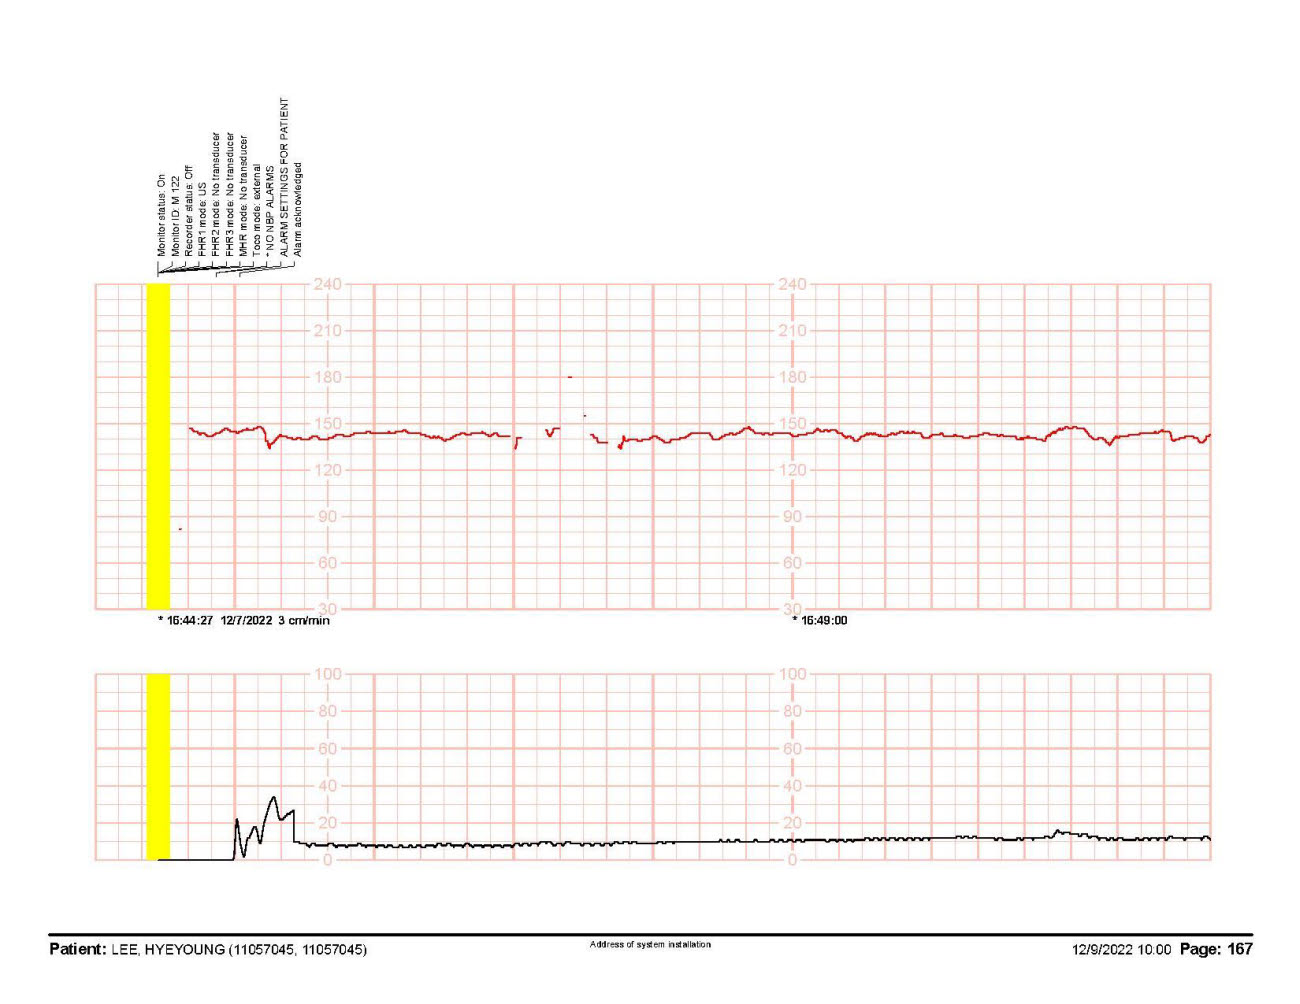 Monitor status: On
Monitor ID: M 122
Recorder status: Off
FHR1 mode: US
FHR2 mode: No transducer
FHR3 mode: No transducer
MHR mode: No transducer
Toco mode: external
* NO NBP ALARMS
ALARM SETTINGS FOR PATIENT
Alarm acknowledged
240 240
210 210
180 180
150 150
120 120
90 90
60 60
30 30
* 16:44:27 12/7/2022 3 cm/min * 16:49:00
100 100
80 80
60 60
40 40
20 20
0 0
Patient: LEE, HYEYOUNG (11057045, 11057045) Address of system installation 12/9/2022 10:00 Page: 167